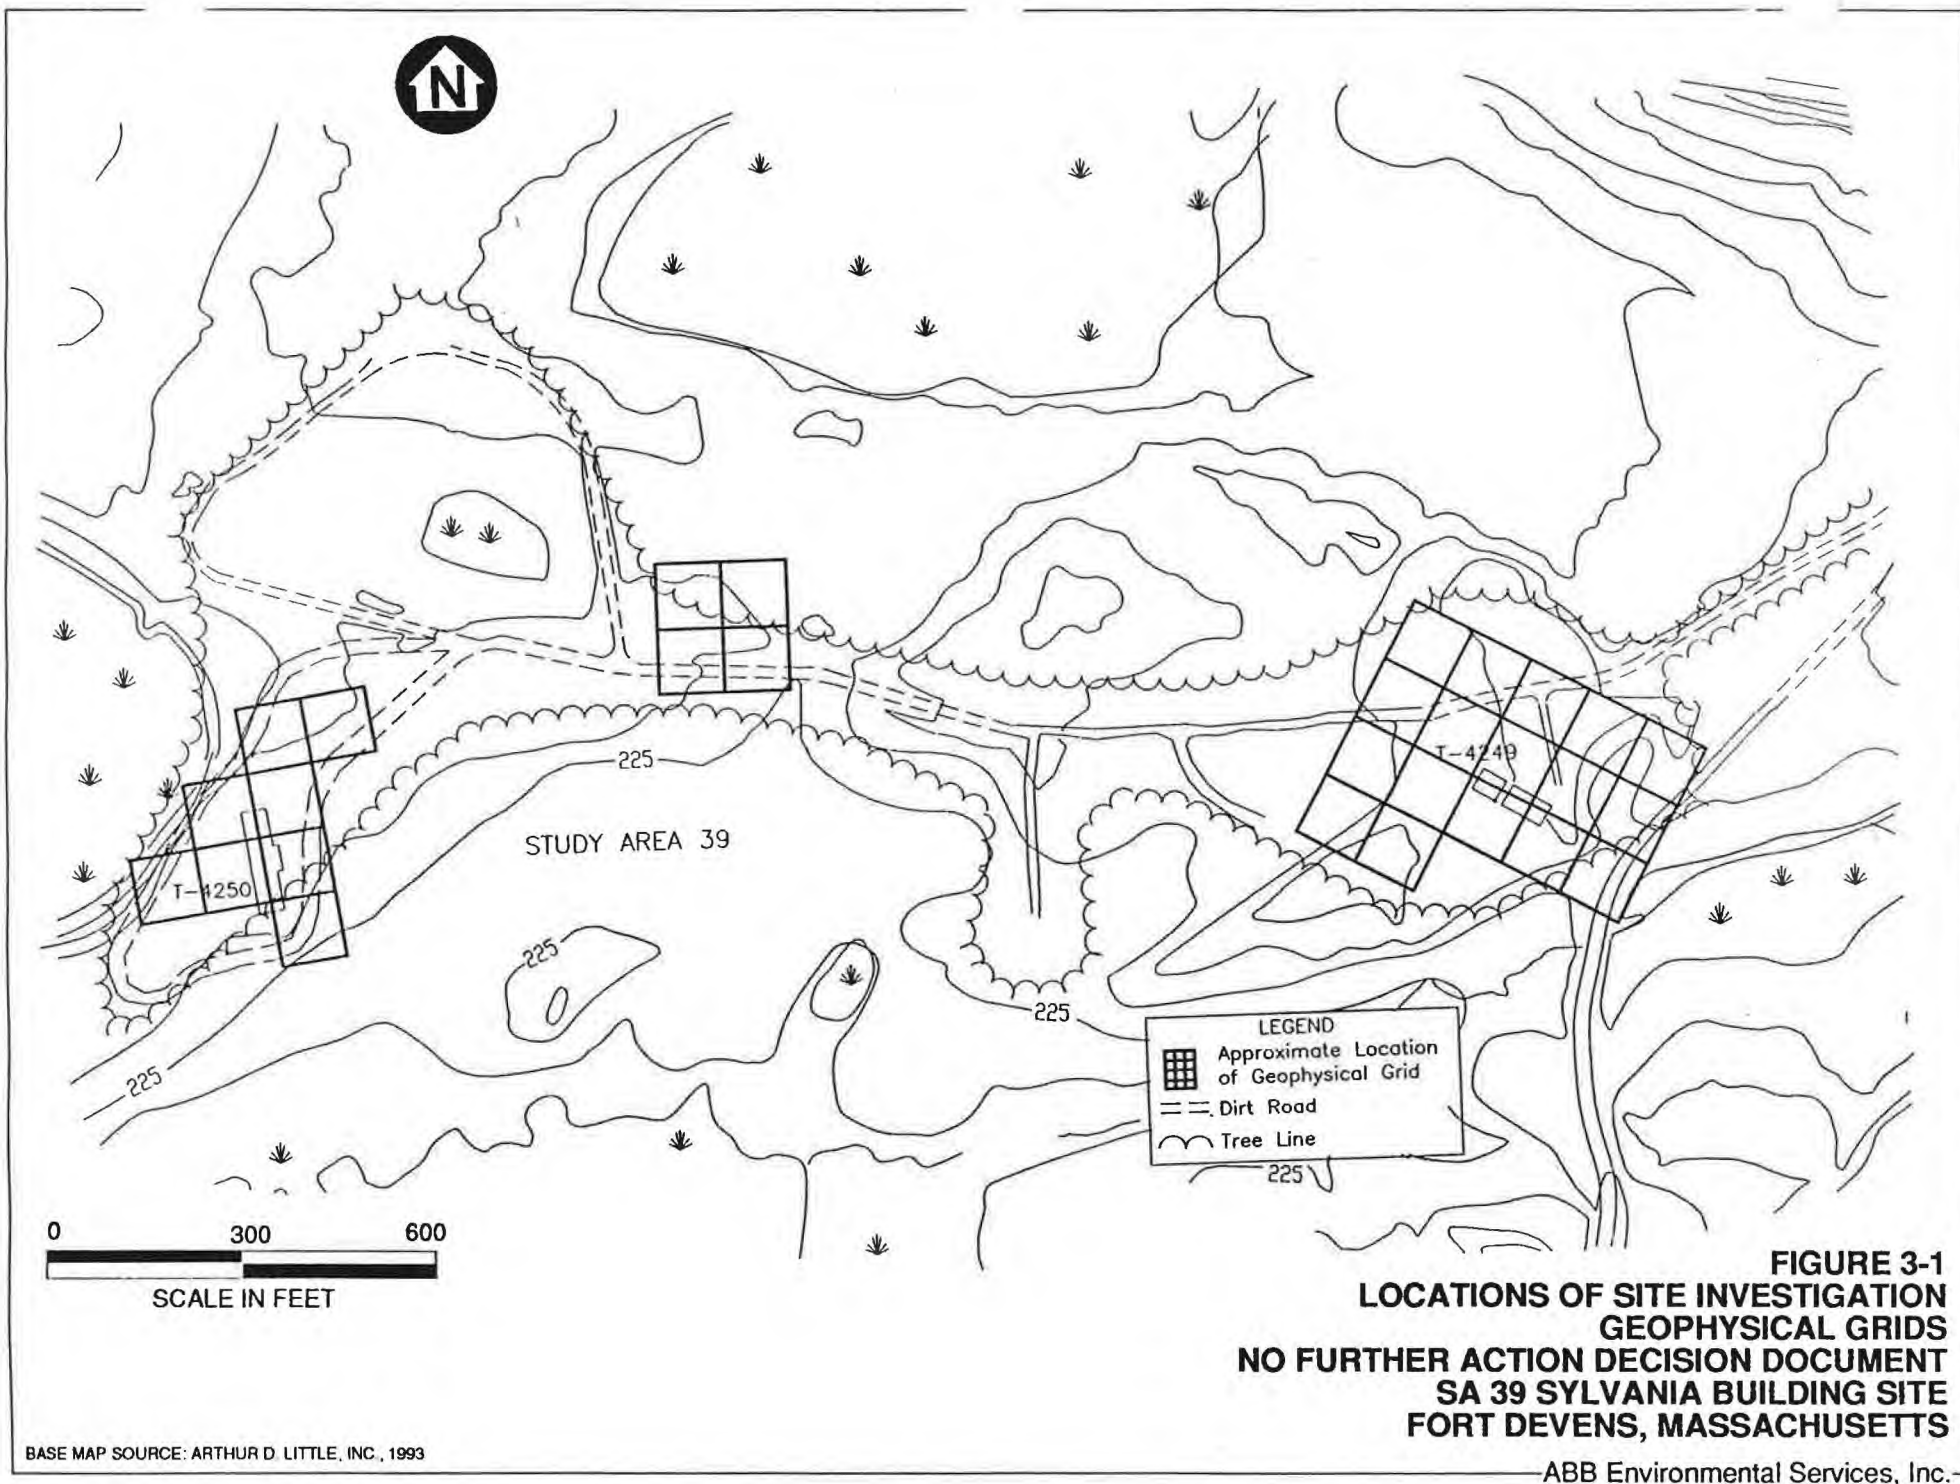 N
T-4249
225
STUDY AREA 39
T-4250
225
225
225
LEGEND
Approximate Location
of Geophysical Grid
Dirt Road
Tree Line
225
0 300 600
SCALE IN FEET
FIGURE 3-1
LOCATIONS OF SITE INVESTIGATION
GEOPHYSICAL GRIDS
NO FURTHER ACTION DECISION DOCUMENT
SA 39 SYLVANIA BUILDING SITE
FORT DEVENS, MASSACHUSETTS
BASE MAP SOURCE: ARTHUR D. LITTLE, INC., 1993
ABB Environmental Services, Inc.